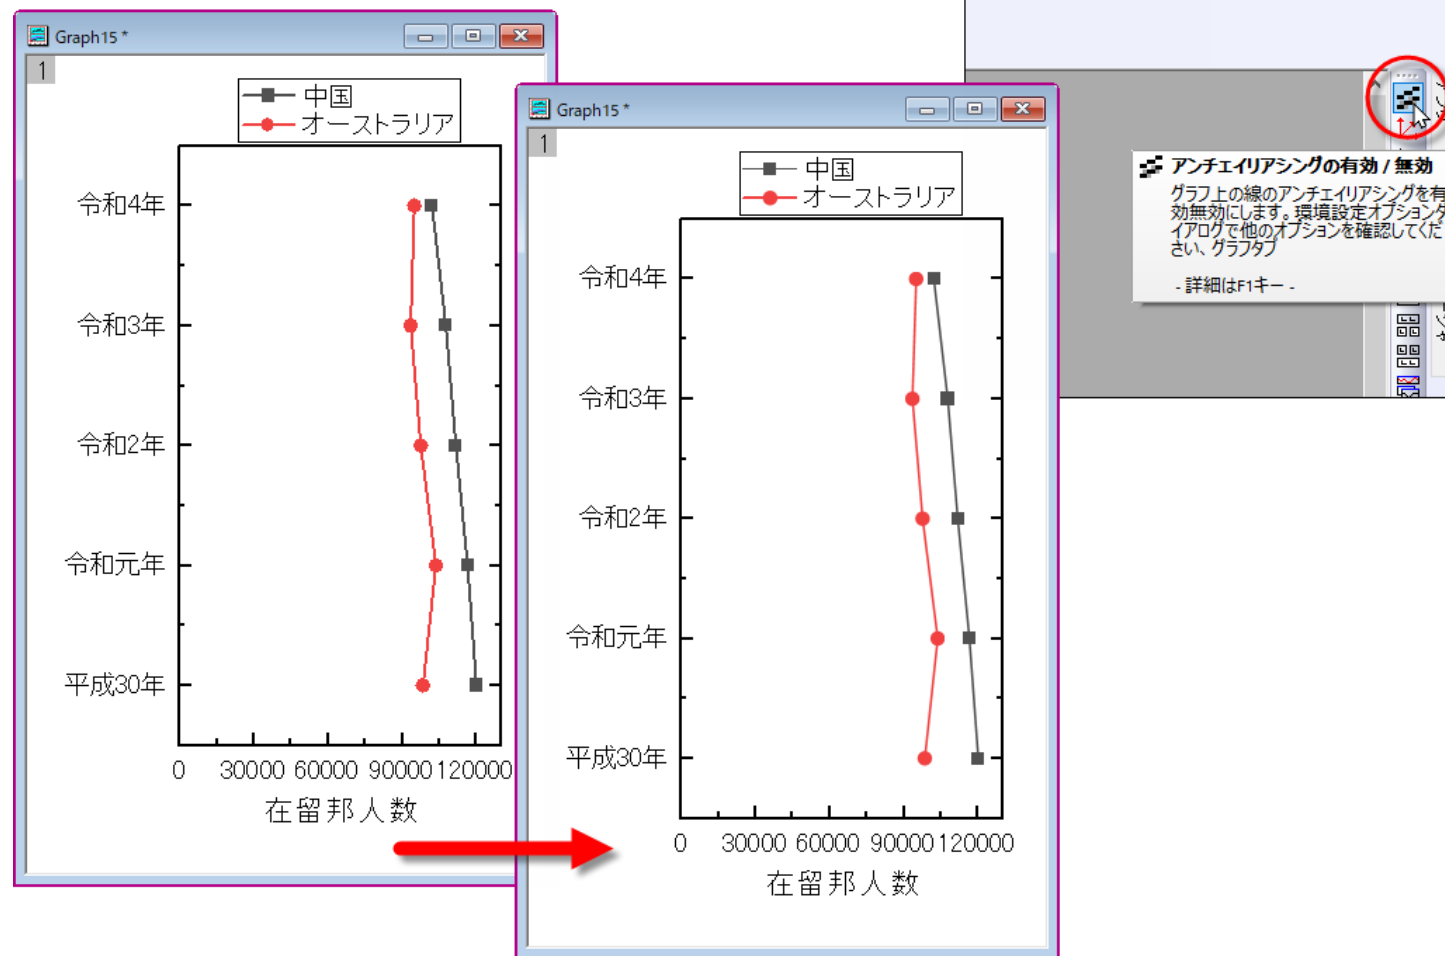 Graph15 *
1
中国
オーストラリア
令和4年
令和3年
令和2年
令和元年
平成30年
0 30000 60000 90000 120000
在留邦人数
Graph15 *
1
中国
オーストラリア
令和4年
令和3年
令和2年
令和元年
平成30年
0 30000 60000 90000 120000
在留邦人数
アンチエイリアシングの有効 / 無効
グラフ上の線のアンチエイリアシングを有
効無効にします。環境設定オプションダ
イアログで他のオプションを確認してくだ
さい、グラフタブ
- 詳細はF1キー -